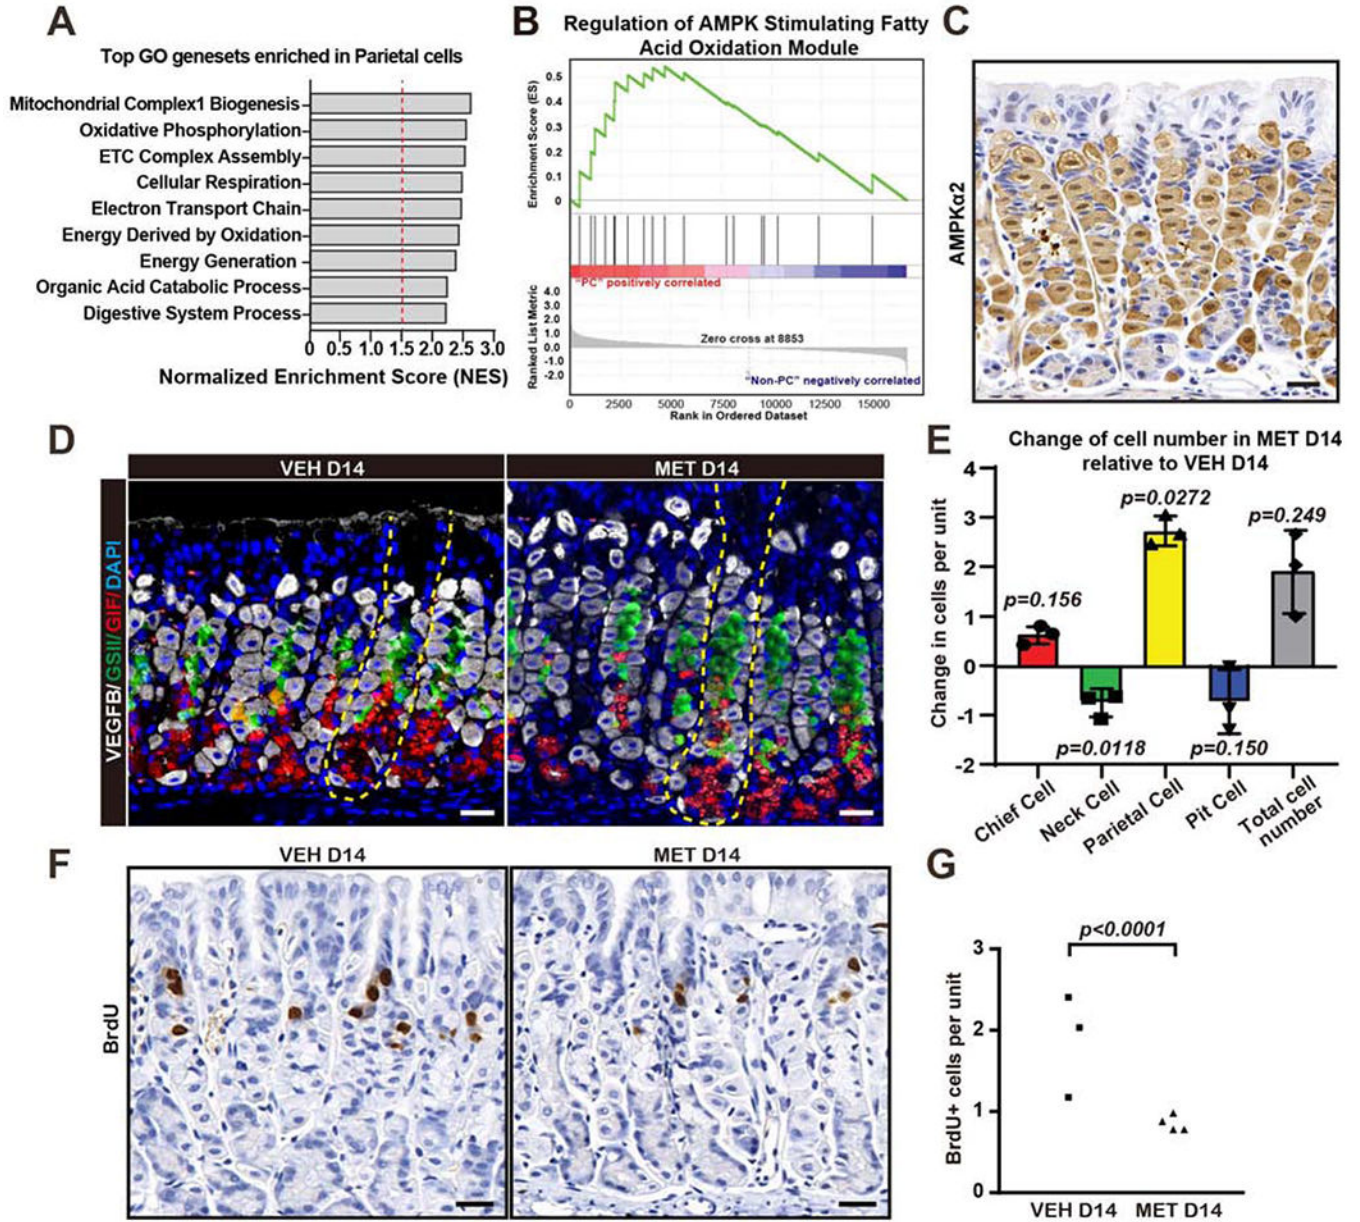 A
Top GO genesets enriched in Parietal cells
Mitochondrial Complex1 Biogenesis
Oxidative Phosphorylation
ETC Complex Assembly
Cellular Respiration
Electron Transport Chain
Energy Derived by Oxidation
Energy Generation
Organic Acid Catabolic Process
Digestive System Process
0 0.5 1.0 1.5 2.0 2.5 3.0
Normalized Enrichment Score (NES)
B
Regulation of AMPK Stimulating Fatty
Acid Oxidation Module
Enrichment Score (ES)
0.5
0.4
0.3
0.2
0.1
0
"PC" positively correlated
Ranked List Metric
4.0
3.0
2.0
1.0
0.0
-1.0
-2.0
Zero cross at 8853
"Non-PC" negatively correlated
0 2500 5000 7500 10000 12500 15000
Rank in Ordered Dataset
C
AMPKα2
D
VEH D14
MET D14
VEGFB/GSII/GIF/DAPI
E
Change of cell number in MET D14
relative to VEH D14
Change in cells per unit
4
3
2
1
0
-1
-2
p=0.156
p=0.0118
p=0.0272
p=0.150
p=0.249
Chief Cell
Neck Cell
Parietal Cell
Pit Cell
Total cell
number
F
VEH D14
MET D14
BrdU
G
BrdU+ cells per unit
3
2
1
0
p<0.0001
VEH D14
MET D14